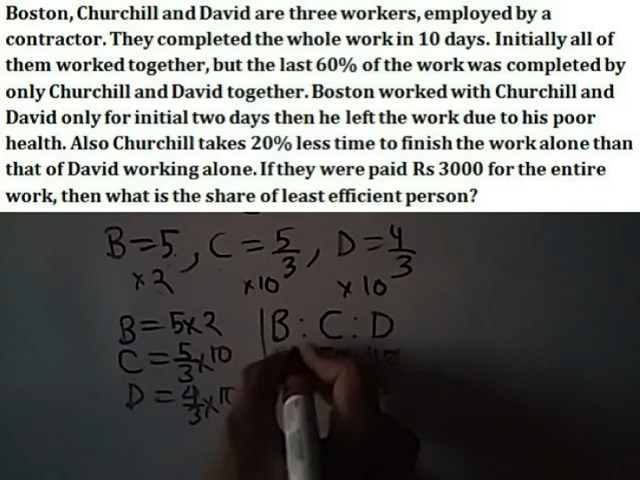 Boston, Churchill and David are three workers, employed by a
contractor. They completed the whole work in 10 days. Initially all of
them worked together, but the last 60% of the work was completed by
only Churchill and David together. Boston worked with Churchill and
David only for initial two days then he left the work due to his poor
health. Also Churchill takes 20% less time to finish the work alone than
that of David working alone. If they were paid Rs 3000 for the entire
work, then what is the share of least efficient person?
B=5, C=5/3, D=4/3
×2 ×10 ×10
B=5×2 | B : C : D
C=5/3×10
D=4/3×